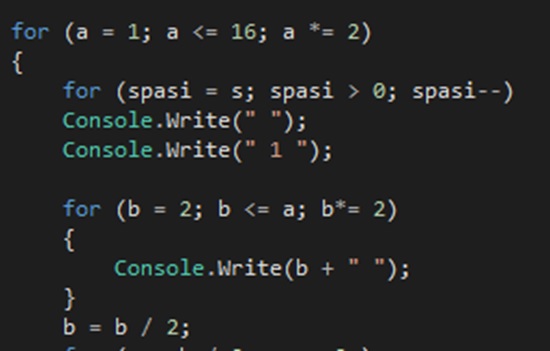 for (a = 1; a <= 16; a *= 2)
{
for (spasi = s; spasi > 0; spasi--)
Console.Write(" ");
Console.Write(" 1 ");
for (b = 2; b <= a; b*= 2)
{
Console.Write(b + " ");
}
b = b / 2;